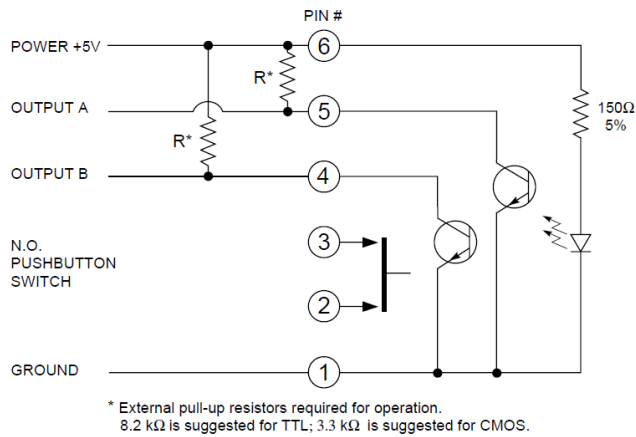 PIN #
POWER +5V
6
R*
OUTPUT A
5
150Ω
5%
R*
OUTPUT B
4
N.O.
PUSHBUTTON
SWITCH
3
2
GROUND
1
* External pull-up resistors required for operation.
8.2 kΩ is suggested for TTL; 3.3 kΩ is suggested for CMOS.